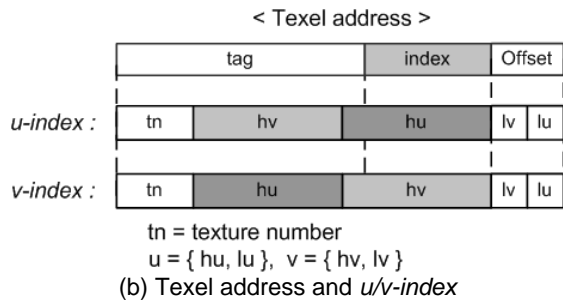 < Texel address >
tag index Offset
u-index : tn hv hu lv lu
v-index : tn hu hv lv lu
tn = texture number
u = { hu, lu }, v = { hv, lv }
(b) Texel address and u/v-index